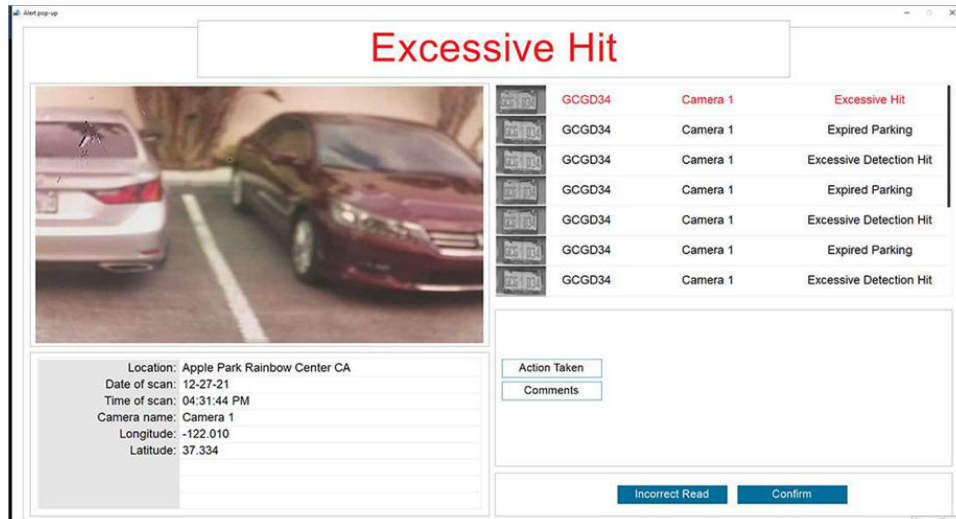 Alert pop-up
Excessive Hit
GCGD34 Camera 1 Excessive Hit
GCGD34 Camera 1 Expired Parking
GCGD34 Camera 1 Excessive Detection Hit
GCGD34 Camera 1 Expired Parking
GCGD34 Camera 1 Excessive Detection Hit
GCGD34 Camera 1 Expired Parking
GCGD34 Camera 1 Excessive Detection Hit
Location: Apple Park Rainbow Center CA
Date of scan: 12-27-21
Time of scan: 04:31:44 PM
Camera name: Camera 1
Longitude: -122.010
Latitude: 37.334
Action Taken
Comments
Incorrect Read Confirm